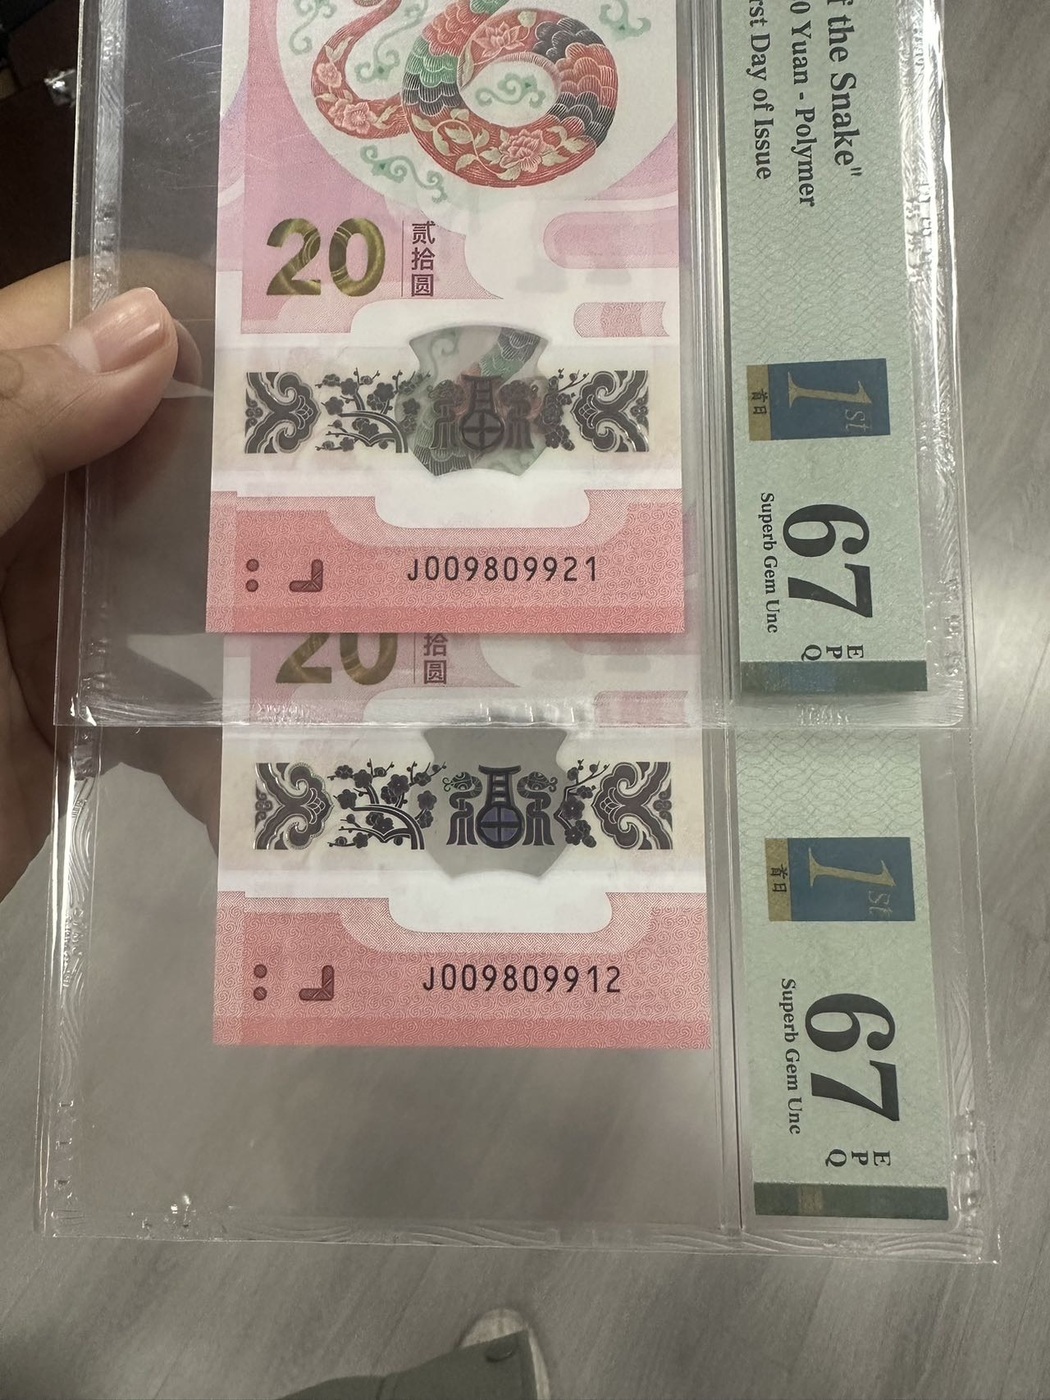 20
贰拾圆
J009809921
f the Snake"
0 Yuan - Polymer
rst Day of Issue
1st
首日
67
EPQ
Superb Gem Unc
20
拾圆
J009809912
1st
首日
67
EPQ
Superb Gem Unc